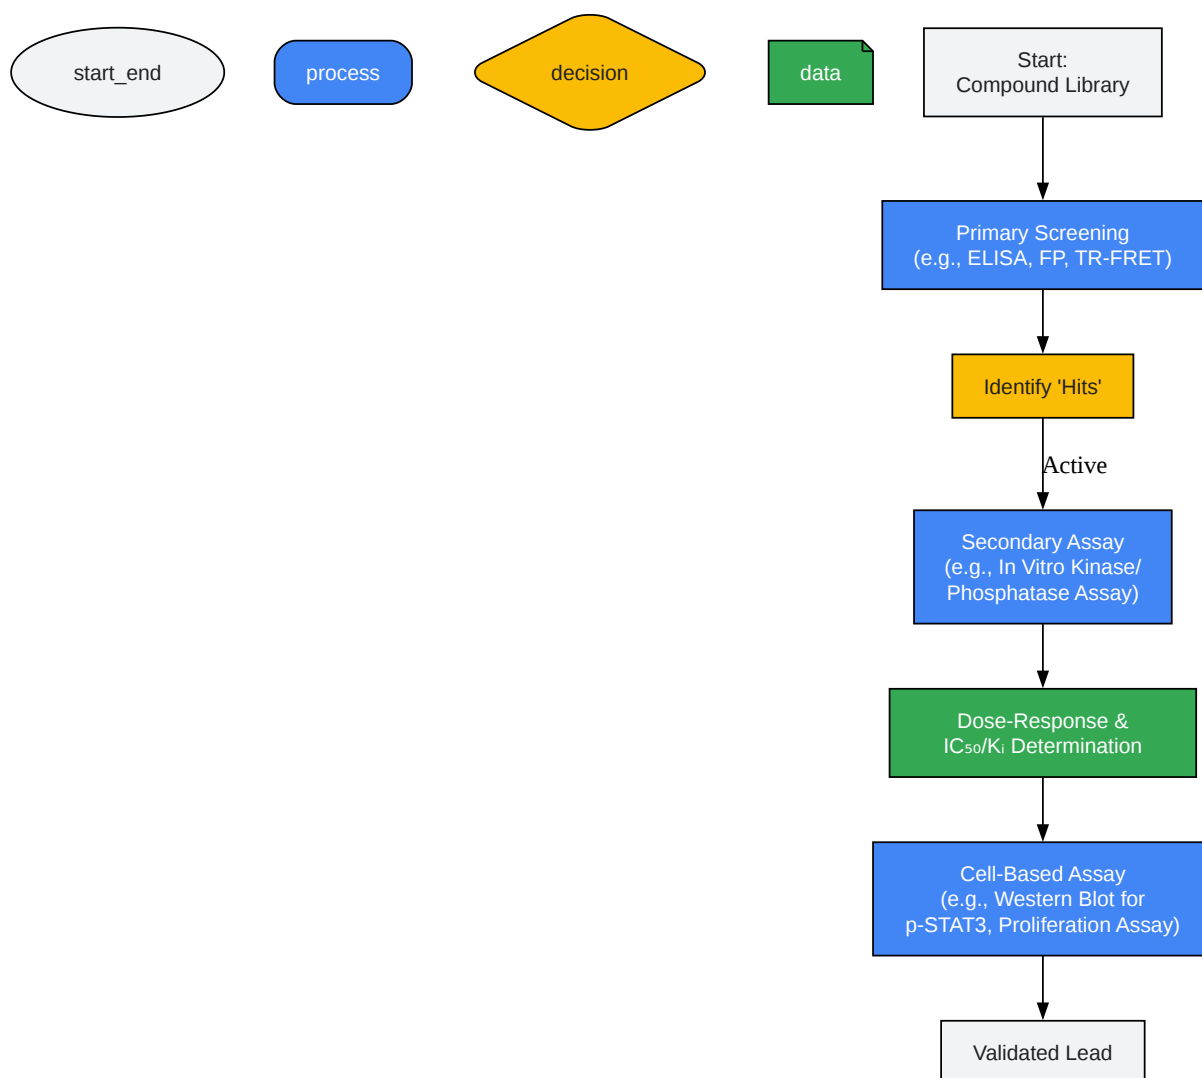 start_end
process
decision
data
Start:
Compound Library
Primary Screening
(e.g., ELISA, FP, TR-FRET)
Identify 'Hits'
Active
Secondary Assay
(e.g., In Vitro Kinase/
Phosphatase Assay)
Dose-Response &
IC₅₀/Kᵢ Determination
Cell-Based Assay
(e.g., Western Blot for
p-STAT3, Proliferation Assay)
Validated Lead